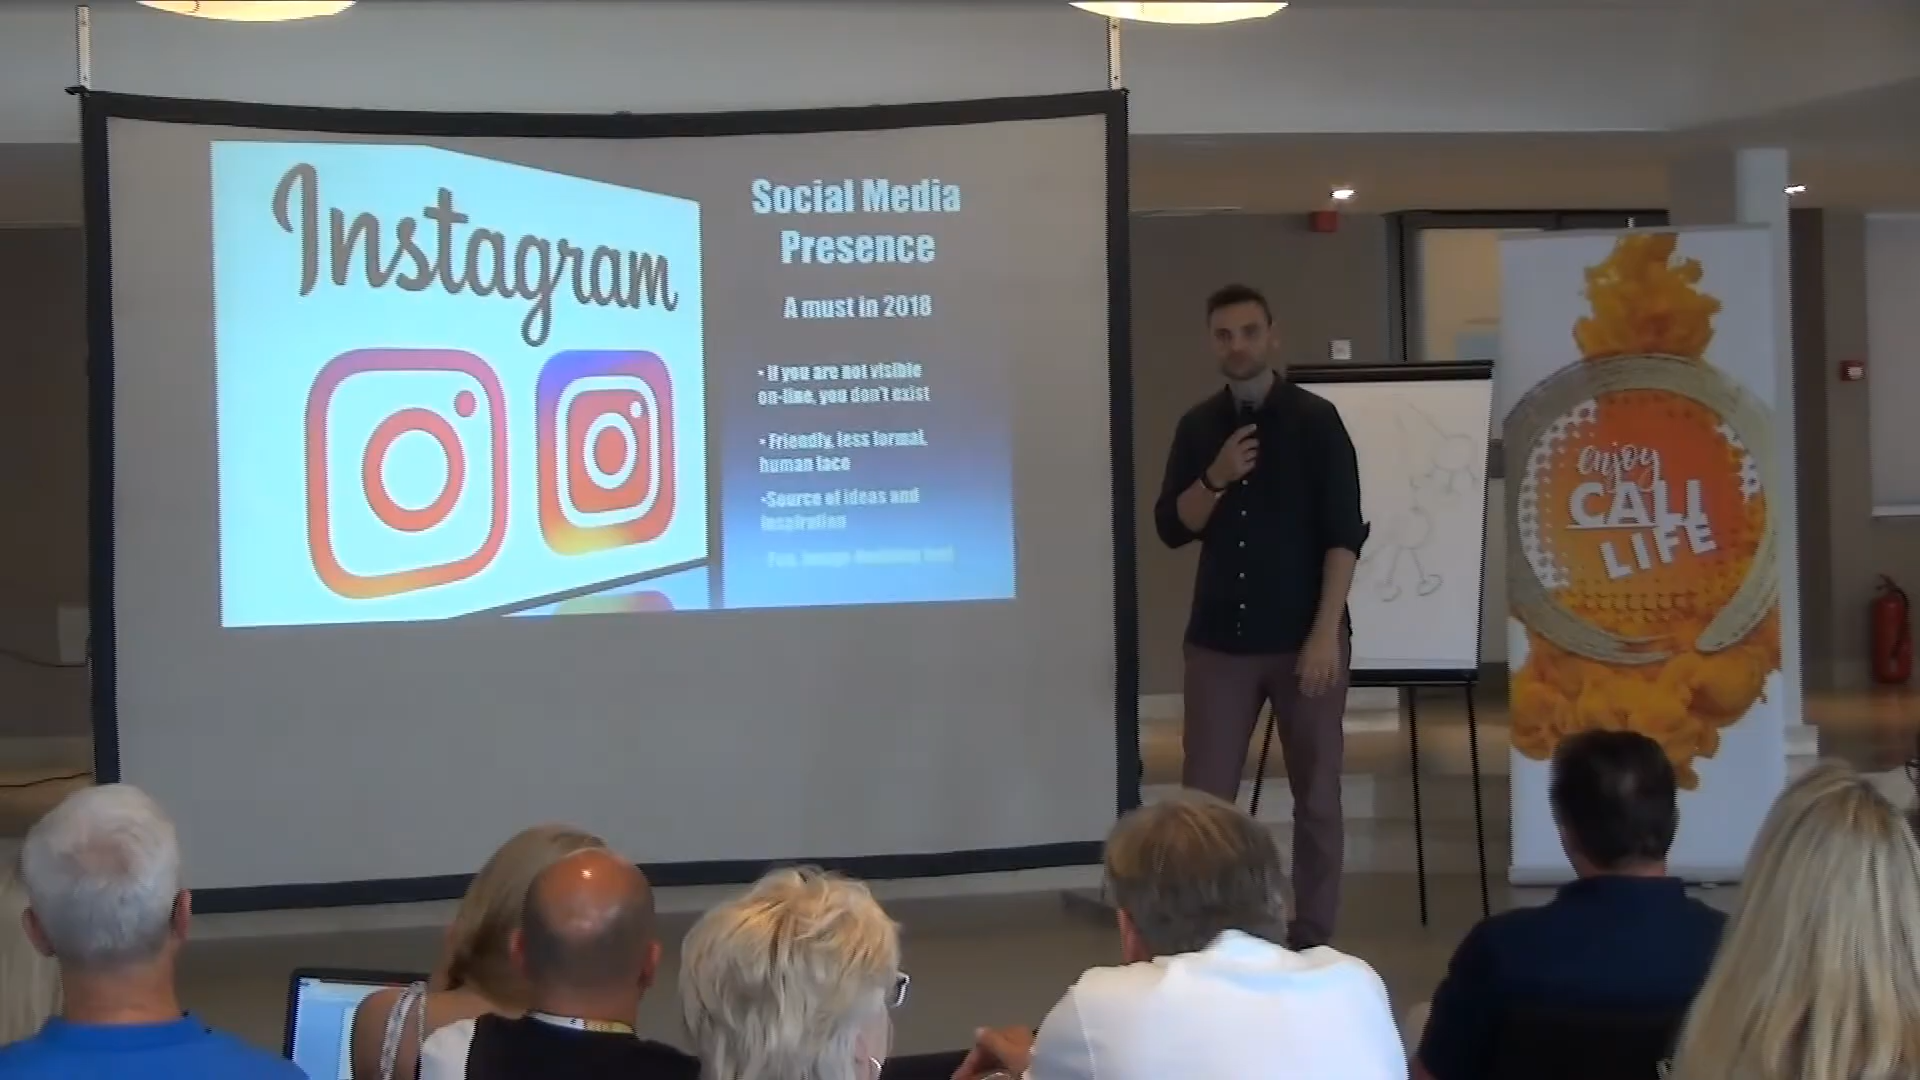 Instagram
Social Media
Presence
A must in 2018
• If you are not visible
on-line, you don't exist
• Friendly, less formal,
human face
•Source of ideas and
inspiration
enjoy
CALL
LIFE